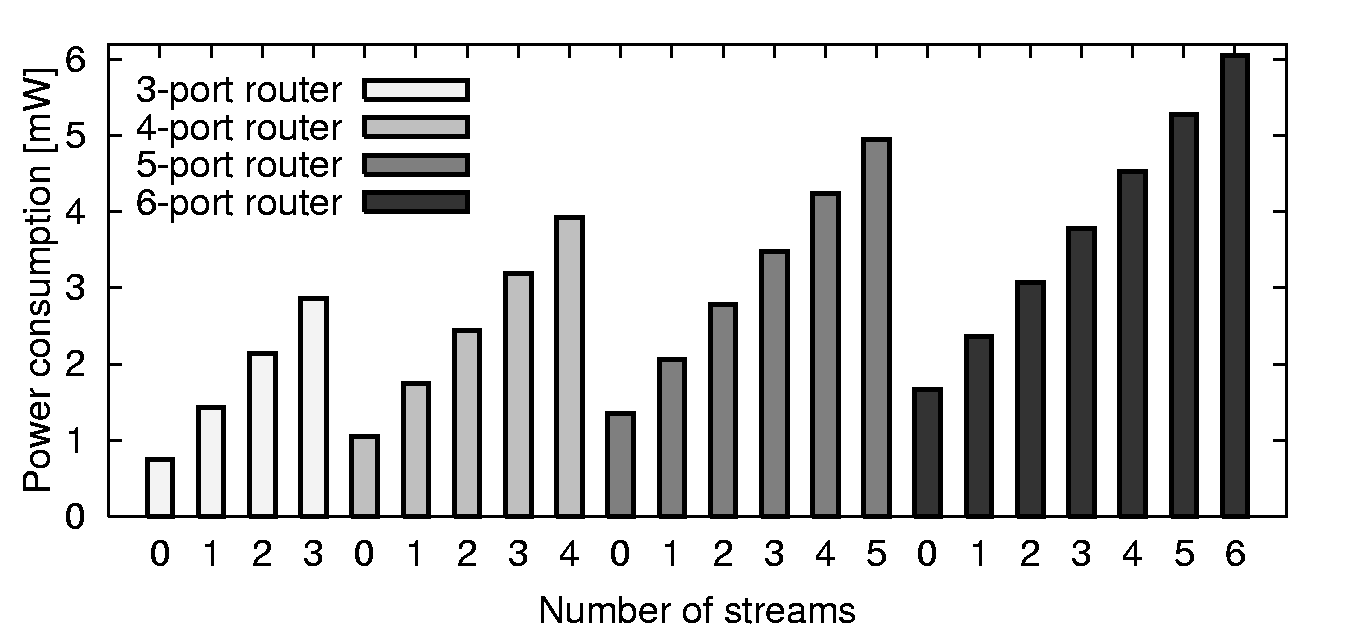 Power consumption [mW]
6
5
4
3
2
1
0
3-port router
4-port router
5-port router
6-port router
0 1 2 3 0 1 2 3 4 0 1 2 3 4 5 0 1 2 3 4 5 6
Number of streams